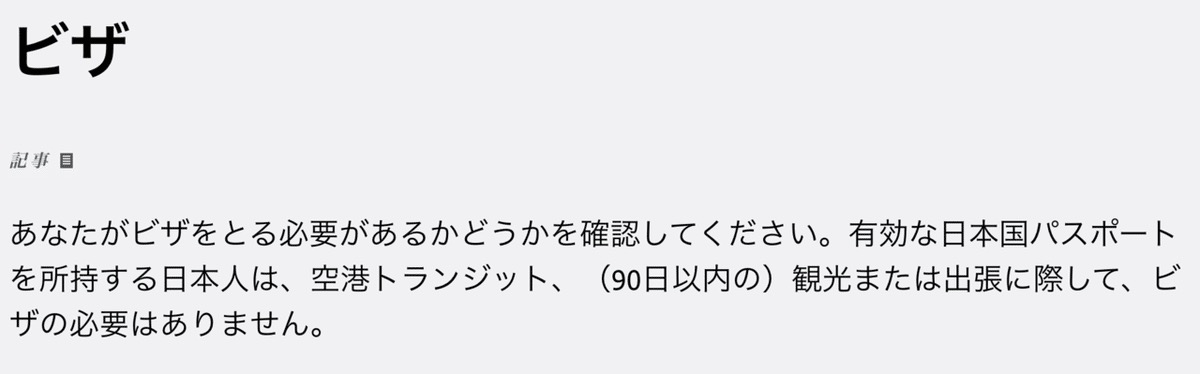 ビザ
記事
あなたがビザをとる必要があるかどうかを確認してください。有効な日本国パスポート
を所持する日本人は、空港トランジット、（90日以内の）観光または出張に際して、ビ
ザの必要はありません。